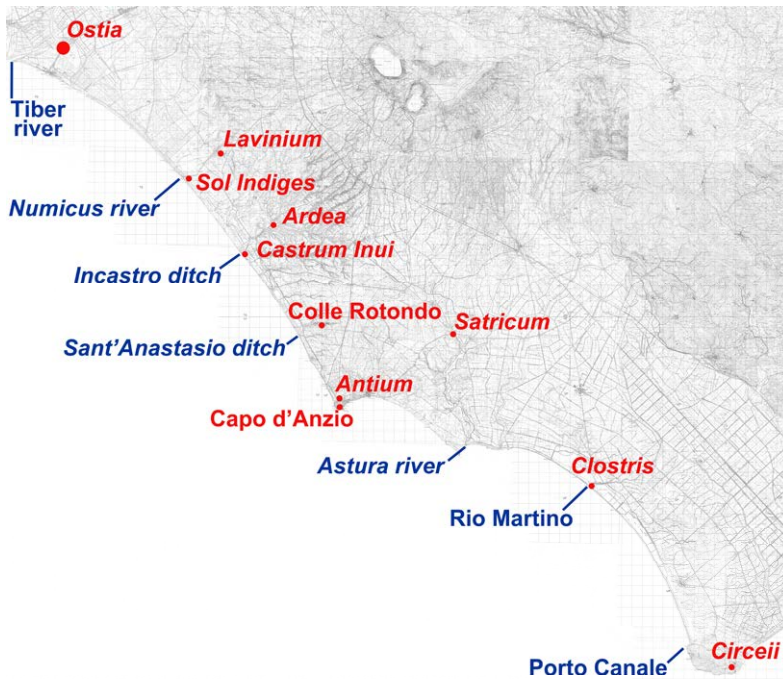 Ostia
Tiber
river
Lavinium
Sol Indiges
Numicus river
Ardea
Castrum Inui
Incastro ditch
Colle Rotondo
Satricum
Sant'Anastasio ditch
Antium
Capo d'Anzio
Astura river
Clostris
Rio Martino
Circeii
Porto Canale